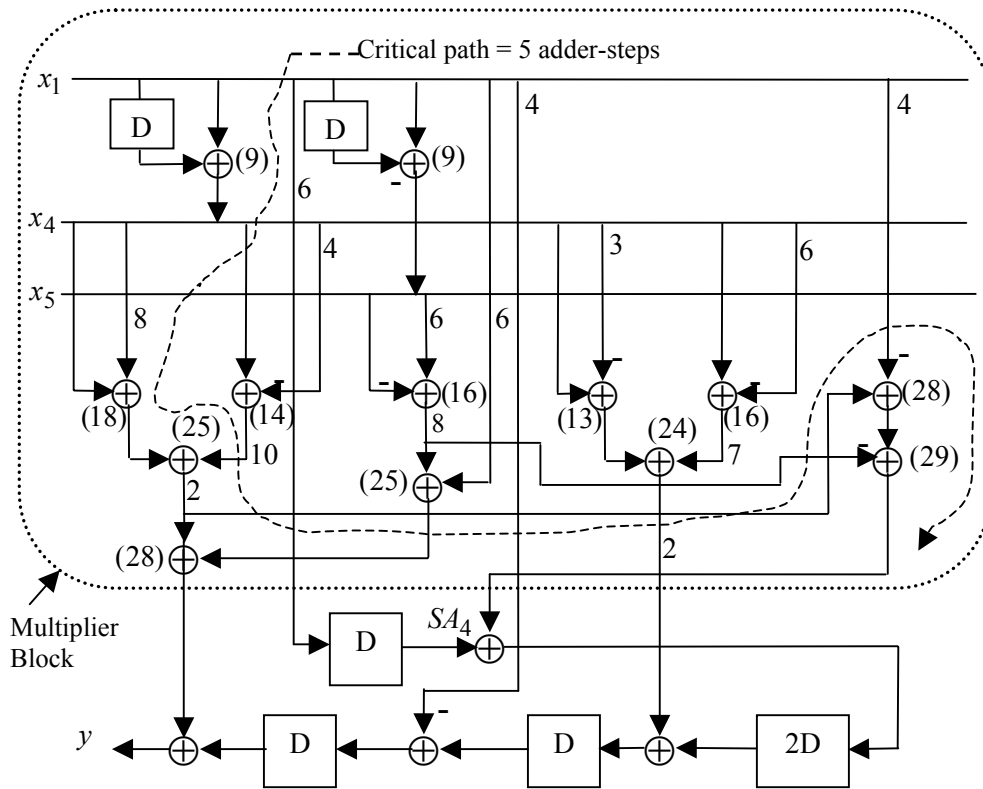 Critical path = 5 adder-steps
x1
4
4
D
D
(9)
(9)
-
6
x4
4
3
6
x5
8
6
6
-
-
-
-
-
(18)
(14)
(16)
(13)
(16)
(28)
8
(25)
10
(24)
7
-
(29)
2
(25)
(28)
2
Multiplier
Block
D
SA4
-
y
D
D
2D